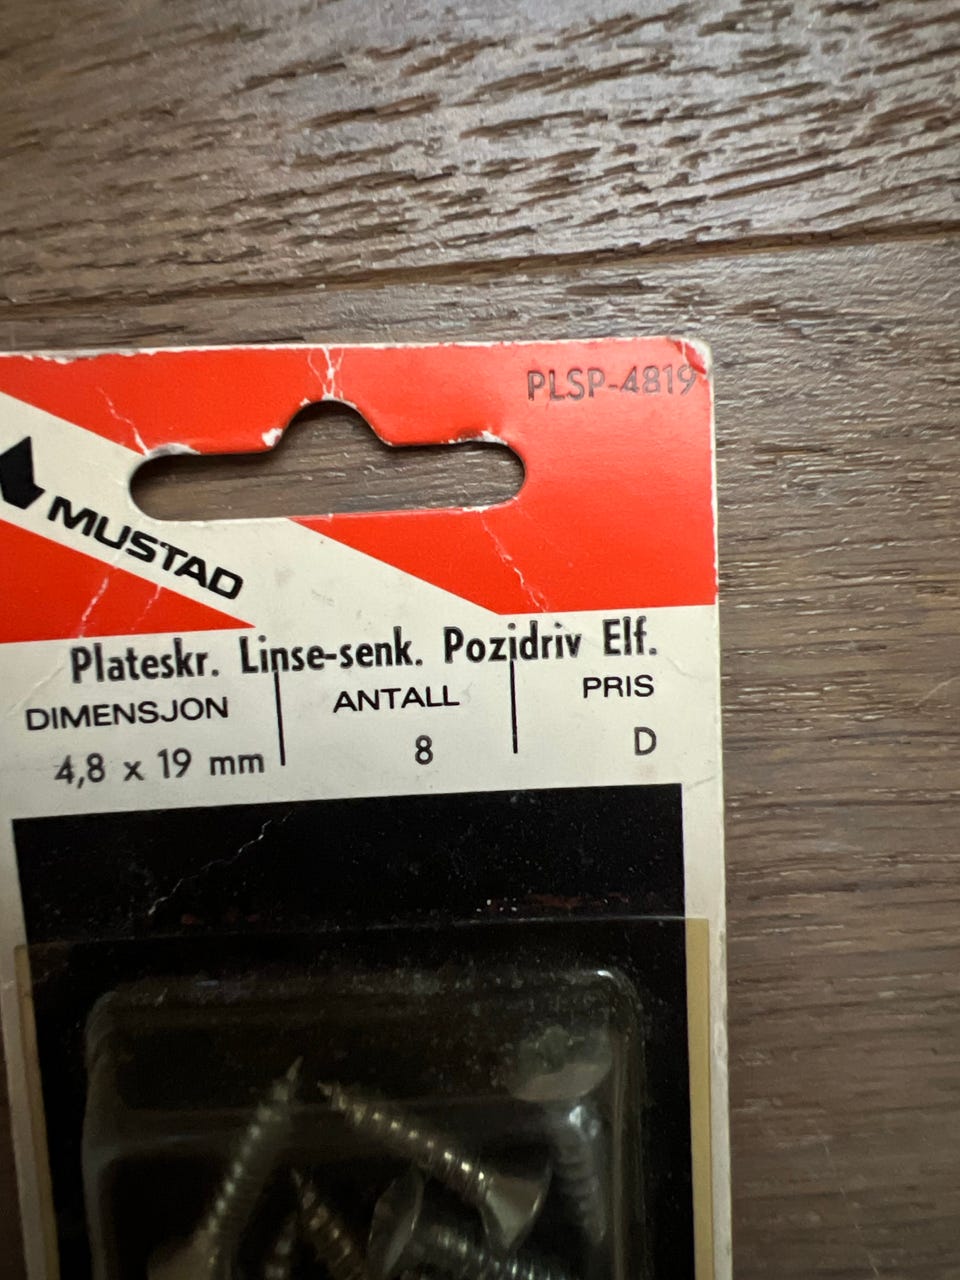 PLSP-4819
MUSTAD
Plateskr. Linse-senk. Pozidriv Elf.
DIMENSJON ANTALL PRIS
4,8 x 19 mm 8 D